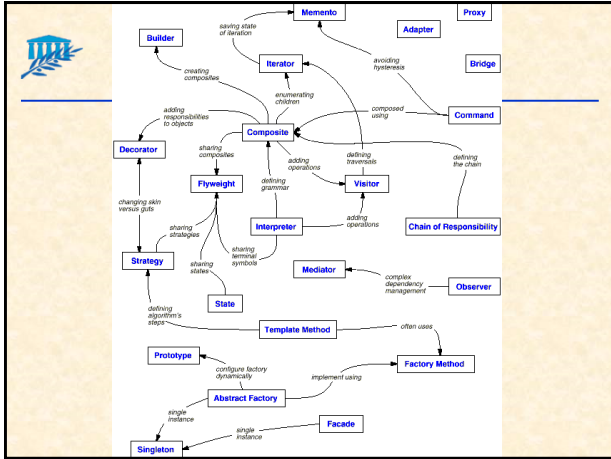 Memento
Proxy
saving state
of iteration
Adapter
Builder
avoiding
hysteresis
Iterator
Bridge
creating
composites
enumerating
children
adding
responsibilities
to objects
composed
using
Command
Composite
Decorator
sharing
composites
adding
operations
defining
traversals
defining
the chain
Flyweight
defining
grammar
Visitor
changing skin
versus guts
sharing
strategies
Interpreter
adding
operations
Chain of Responsibility
Strategy
sharing
terminal
symbols
sharing
states
Mediator
complex
dependency
management
Observer
State
defining
algorithm's
steps
Template Method
often uses
Prototype
configure factory
dynamically
implement using
Factory Method
Abstract Factory
single
instance
Facade
single
instance
Singleton